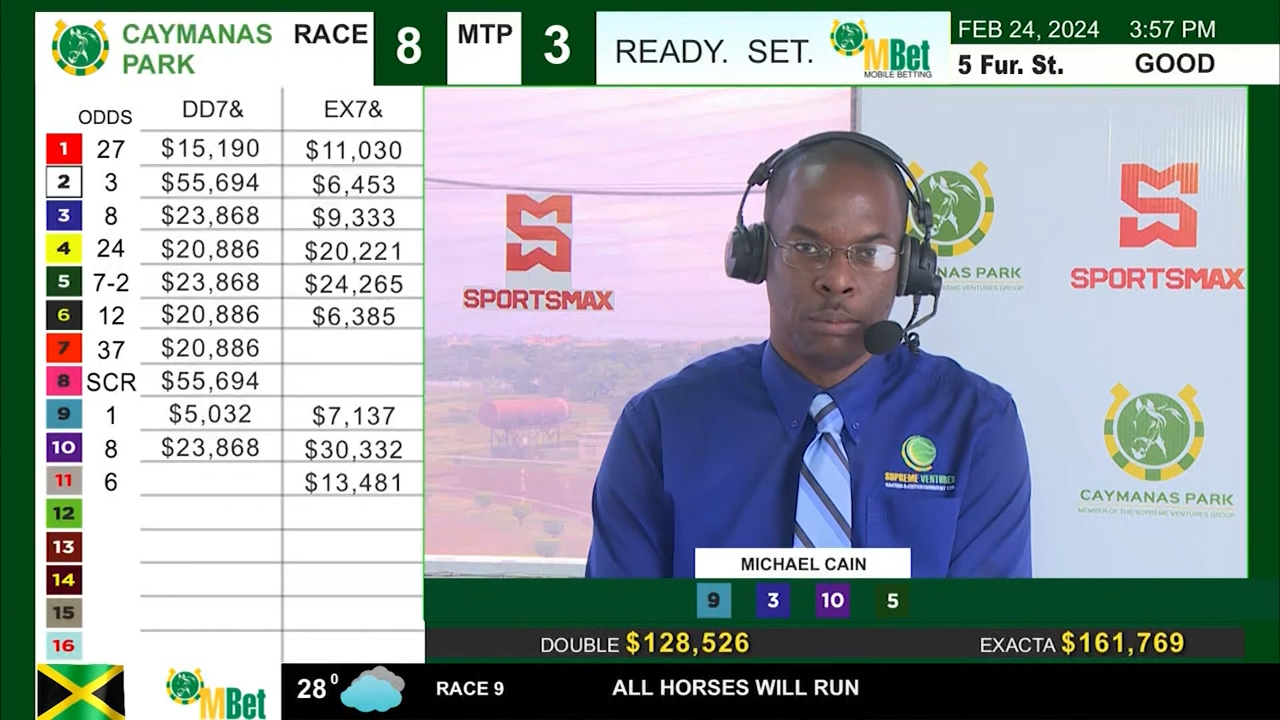 CAYMANAS
PARK
RACE 8 MTP 3
READY. SET. MBet
MOBILE BETTING
FEB 24, 2024 3:57 PM
5 Fur. St. GOOD
ODDS DD7& EX7&
1 27 $15,190 $11,030
2 3 $55,694 $6,453
3 8 $23,868 $9,333
4 24 $20,886 $20,221
5 7-2 $23,868 $24,265
6 12 $20,886 $6,385
7 37 $20,886
8 SCR $55,694
9 1 $5,032 $7,137
10 8 $23,868 $30,332
11 6 $13,481
12
13
14
15
16
SPORTSMAX
NAS PARK
SPORTSMAX
SUPREME VENTURES
CAYMANAS PARK
MEMBER OF THE SUPREME VENTURES GROUP
MICHAEL CAIN
9 3 10 5
DOUBLE $128,526 EXACTA $161,769
MBet 28° RACE 9 ALL HORSES WILL RUN